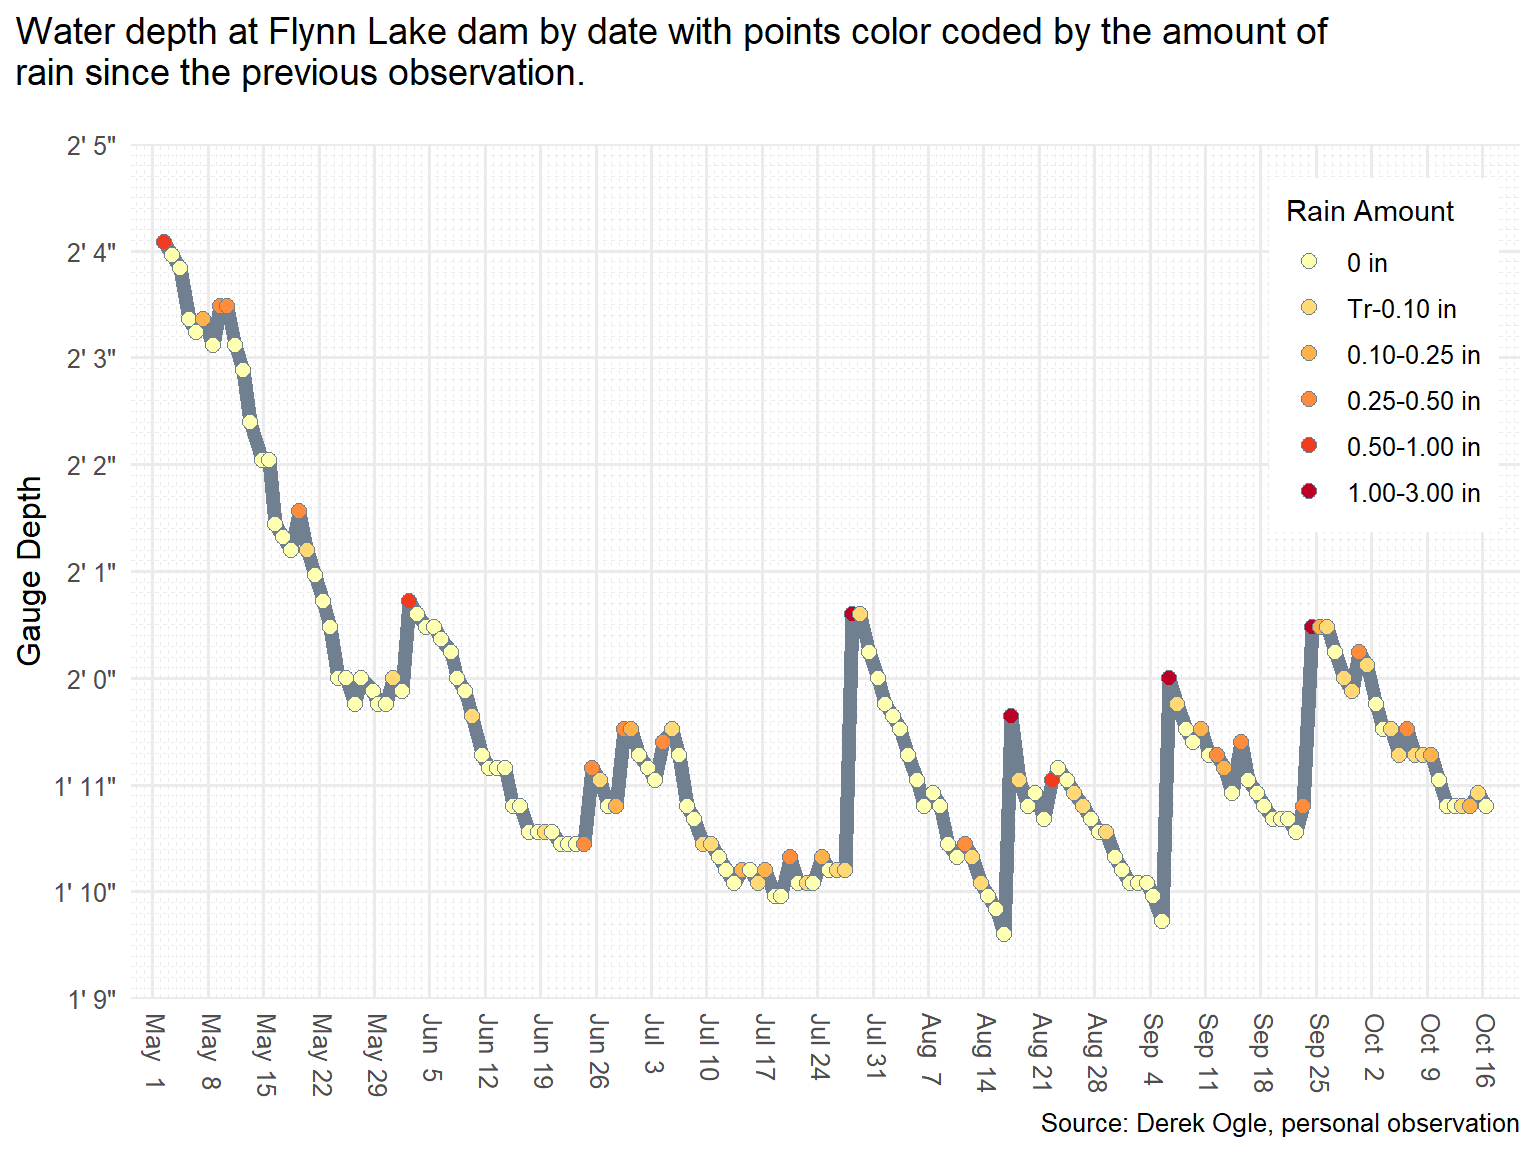 Water depth at Flynn Lake dam by date with points color coded by the amount of
rain since the previous observation.
2' 5"
2' 4"
2' 3"
2' 2"
2' 1"
2' 0"
1' 11"
1' 10"
1' 9"
Gauge Depth
Rain Amount
0 in
Tr-0.10 in
0.10-0.25 in
0.25-0.50 in
0.50-1.00 in
1.00-3.00 in
May 1
May 8
May 15
May 22
May 29
Jun 5
Jun 12
Jun 19
Jun 26
Jul 3
Jul 10
Jul 17
Jul 24
Jul 31
Aug 7
Aug 14
Aug 21
Aug 28
Sep 4
Sep 11
Sep 18
Sep 25
Oct 2
Oct 9
Oct 16
Source: Derek Ogle, personal observation